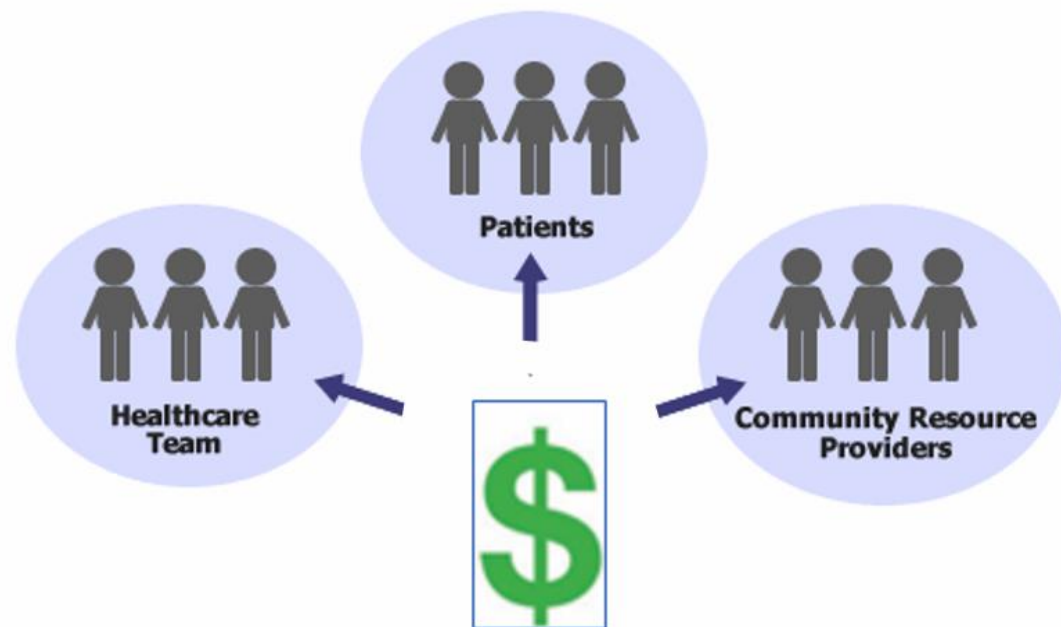 Patients
Healthcare
Team
Community Resource
Providers
$